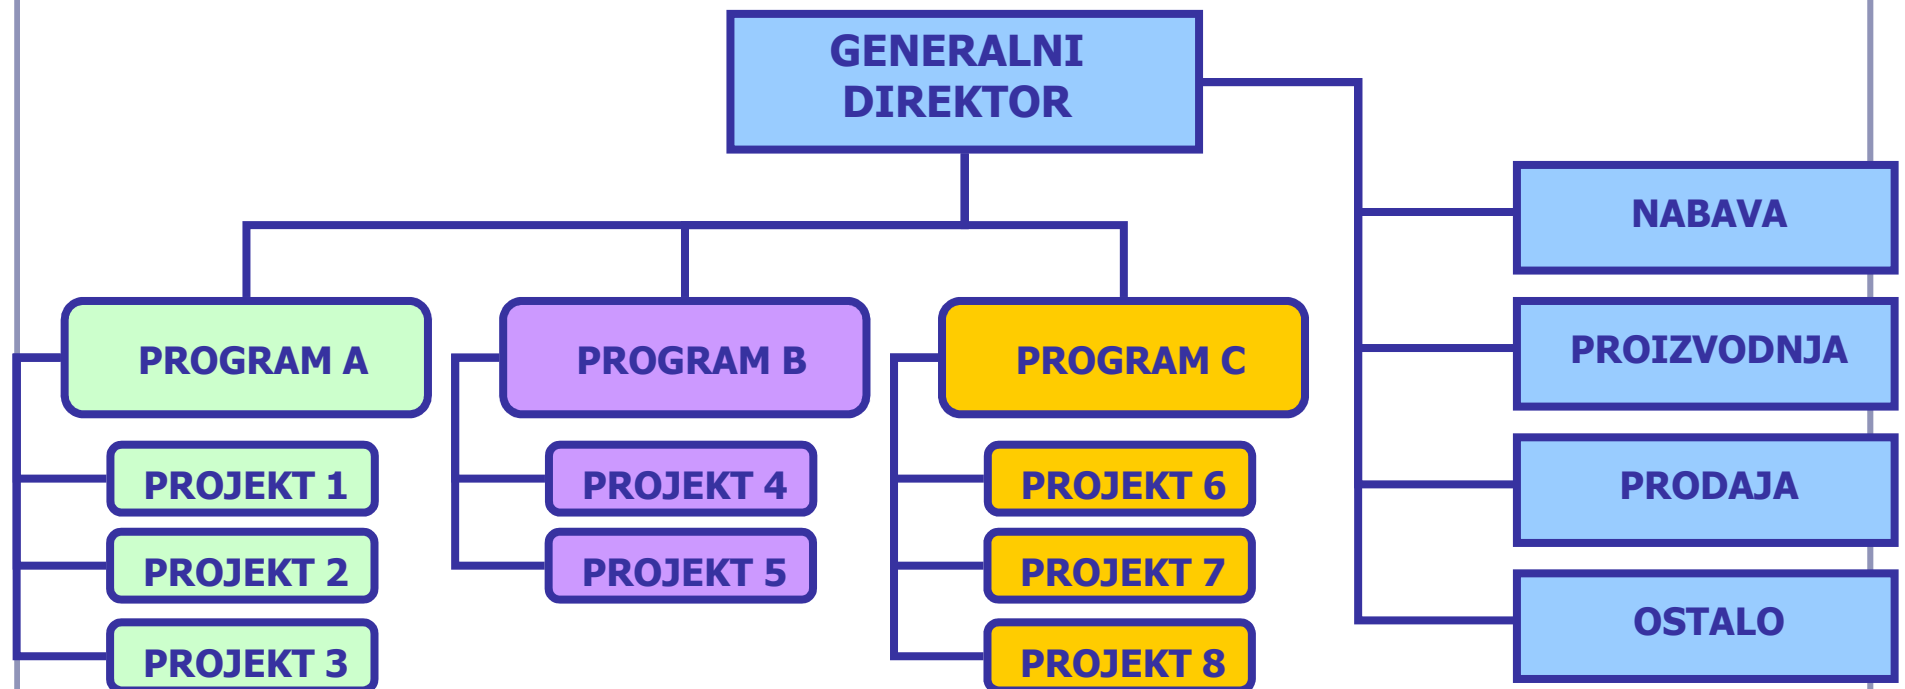 GENERALNI
DIREKTOR
NABAVA
PROIZVODNJA
PROGRAM A
PROGRAM B
PROGRAM C
PROJEKT 1
PROJEKT 4
PROJEKT 6
PRODAJA
PROJEKT 2
PROJEKT 5
PROJEKT 7
OSTALO
PROJEKT 3
PROJEKT 8